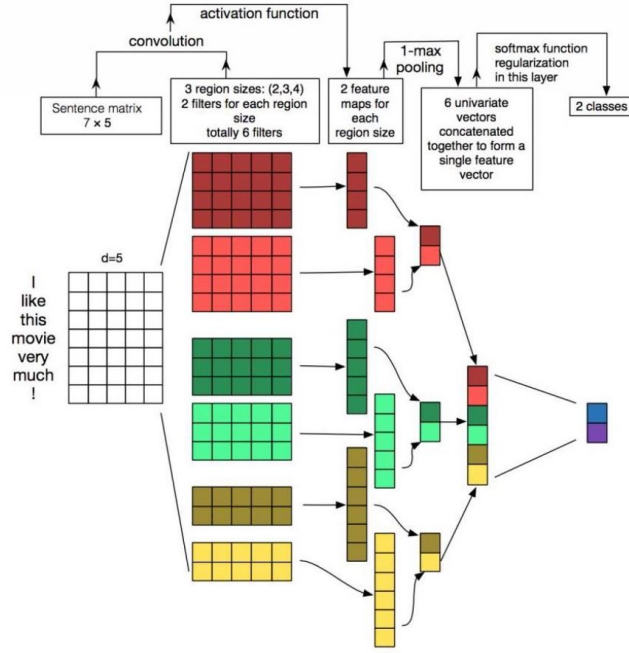 activation function
convolution
1-max
pooling
softmax function
regularization
in this layer
Sentence matrix
7 × 5
3 region sizes: (2,3,4)
2 filters for each region
size
totally 6 filters
2 feature
maps for
each
region size
6 univariate
vectors
concatenated
together to form a
single feature
vector
2 classes
d=5
I
like
this
movie
very
much
!